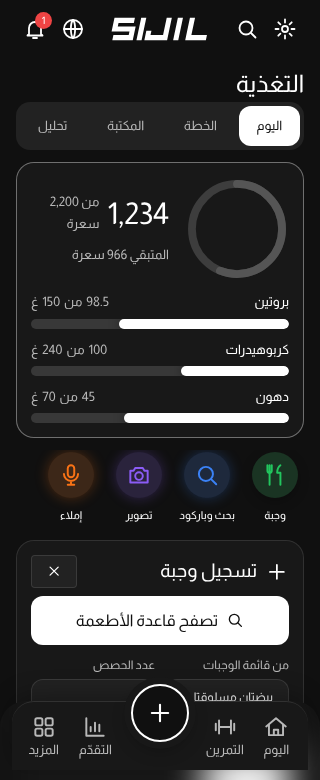 SIJIL
1
التغذية
اليوم
الخطة
المكتبة
تحليل
1,234 من 2,200 سعرة
المتبقي 966 سعرة
بروتين
98.5 من 150 غ
كربوهيدرات
100 من 240 غ
دهون
45 من 70 غ
وجبة
بحث وباركود
تصوير
إملاء
تسجيل وجبة
تصفح قاعدة الأطعمة
من قائمة الوجبات
عدد الحصص
بيضتان مسلوقتا
اليوم
التمرين
التقدّم
المزيد